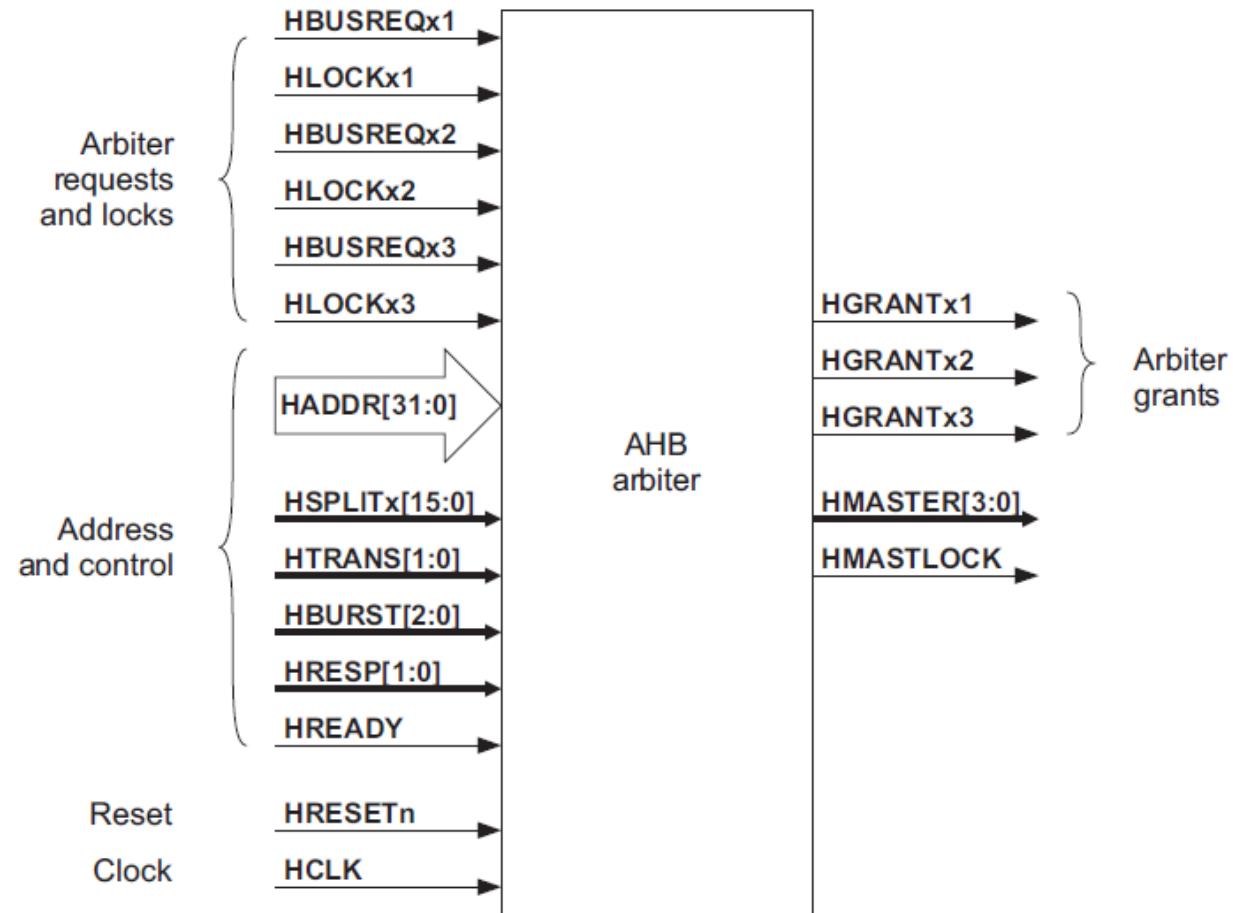 HBUSREQx1
HLOCKx1
HBUSREQx2
HLOCKx2
HBUSREQx3
HLOCKx3
Arbiter
requests
and locks
HADDR[31:0]
HSPLITx[15:0]
HTRANS[1:0]
HBURST[2:0]
HRESP[1:0]
HREADY
Address
and control
Reset
HRESETn
Clock
HCLK
AHB
arbiter
HGRANTx1
HGRANTx2
HGRANTx3
Arbiter
grants
HMASTER[3:0]
HMASTLOCK